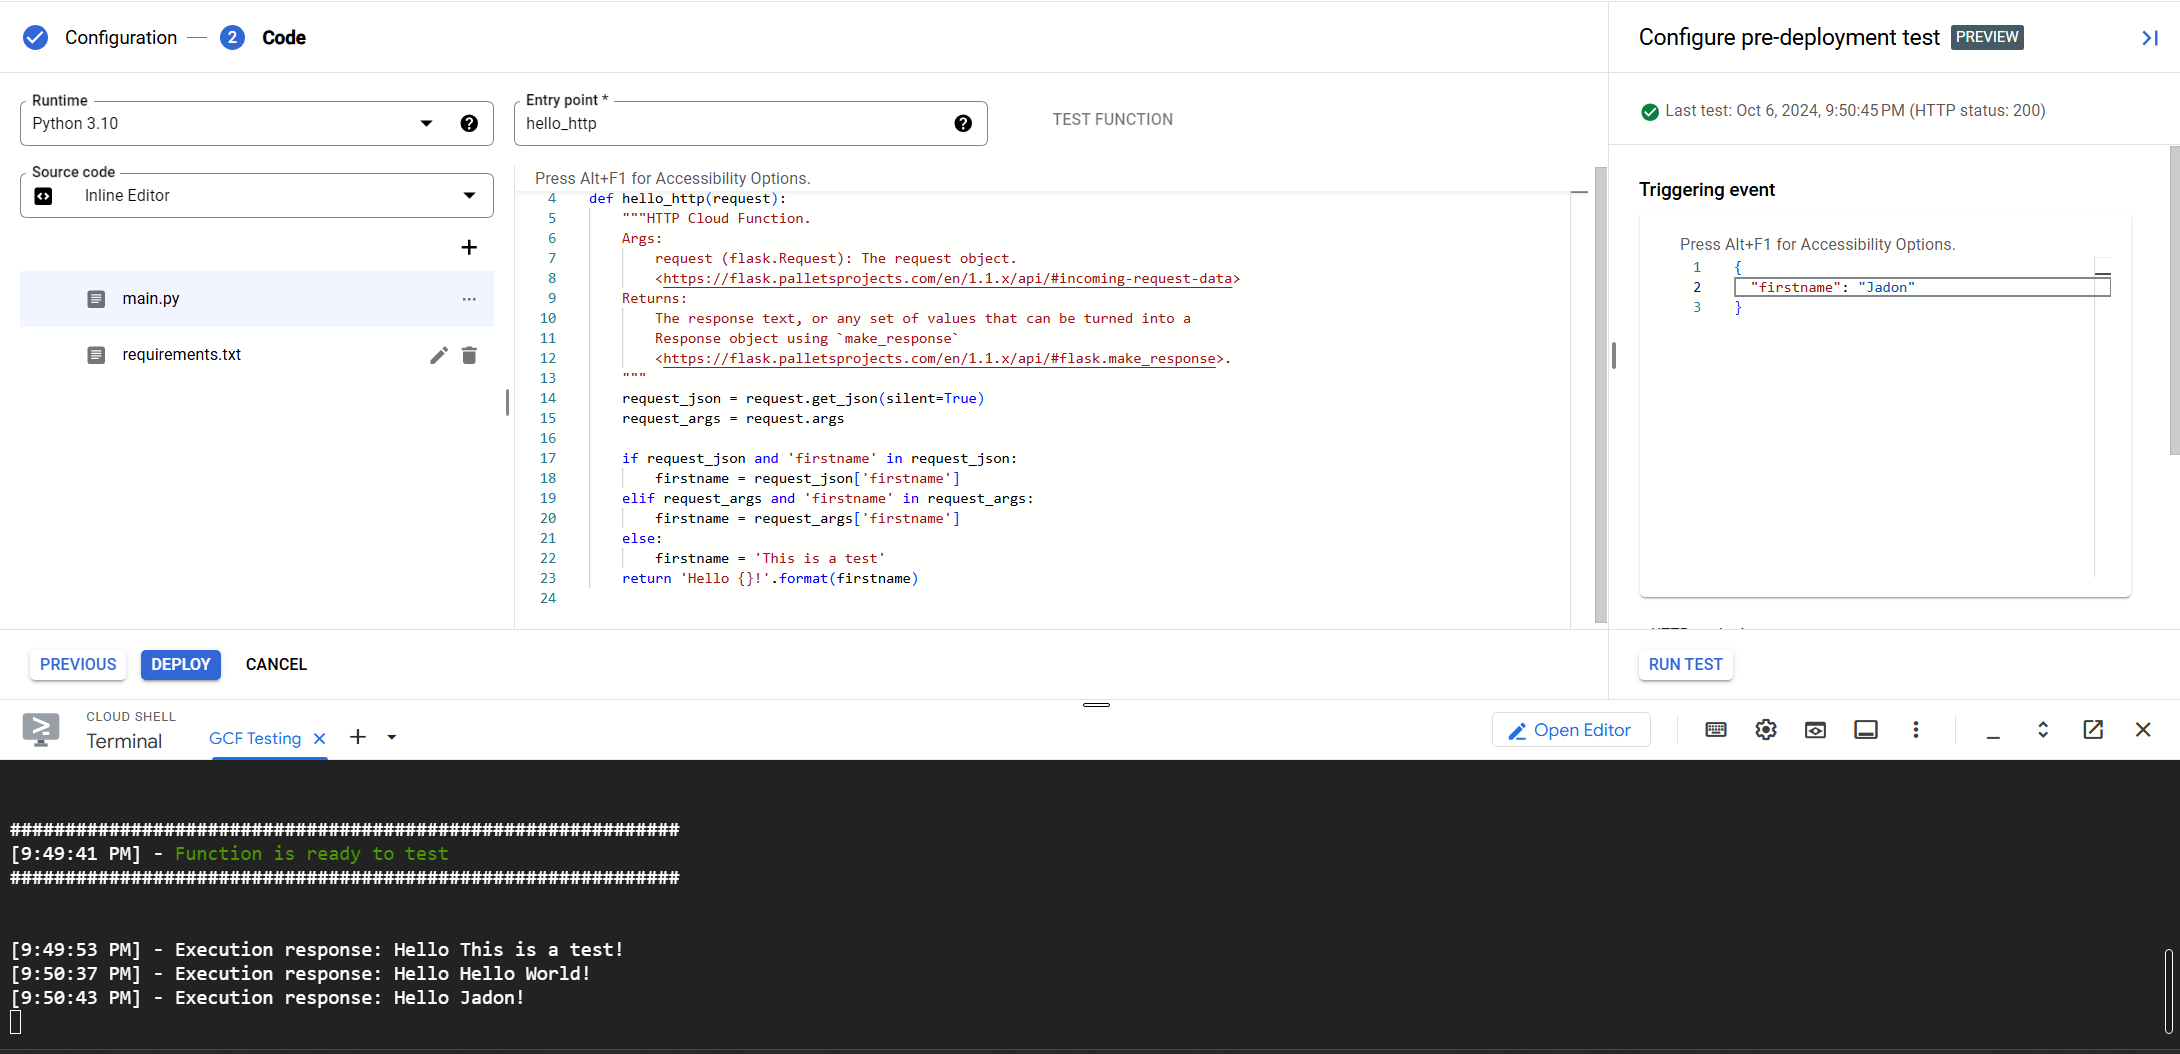 Configuration
2
Code
Configure pre-deployment test
PREVIEW
Runtime
Python 3.10
Entry point *
hello_http
TEST FUNCTION
Last test: Oct 6, 2024, 9:50:45 PM (HTTP status: 200)
Source code
Inline Editor
main.py
requirements.txt
Press Alt+F1 for Accessibility Options.
4 def hello_http(request):
5 """HTTP Cloud Function.
6 Args:
7 request (flask.Request): The request object.
8 <https://flask.palletsprojects.com/en/1.1.x/api/#incoming-request-data>
9 Returns:
10 The response text, or any set of values that can be turned into a
11 Response object using `make_response`
12 <https://flask.palletsprojects.com/en/1.1.x/api/#flask.make_response>.
13 """
14 request_json = request.get_json(silent=True)
15 request_args = request.args
16
17 if request_json and 'firstname' in request_json:
18 firstname = request_json['firstname']
19 elif request_args and 'firstname' in request_args:
20 firstname = request_args['firstname']
21 else:
22 firstname = 'This is a test'
23 return 'Hello {}!'.format(firstname)
24
Triggering event
Press Alt+F1 for Accessibility Options.
1 {
2 "firstname": "Jadon"
3 }
PREVIOUS
DEPLOY
CANCEL
RUN TEST
CLOUD SHELL
Terminal
GCF Testing
Open Editor
#############################################################
[9:49:41 PM] - Function is ready to test
#############################################################
[9:49:53 PM] - Execution response: Hello This is a test!
[9:50:37 PM] - Execution response: Hello Hello World!
[9:50:43 PM] - Execution response: Hello Jadon!